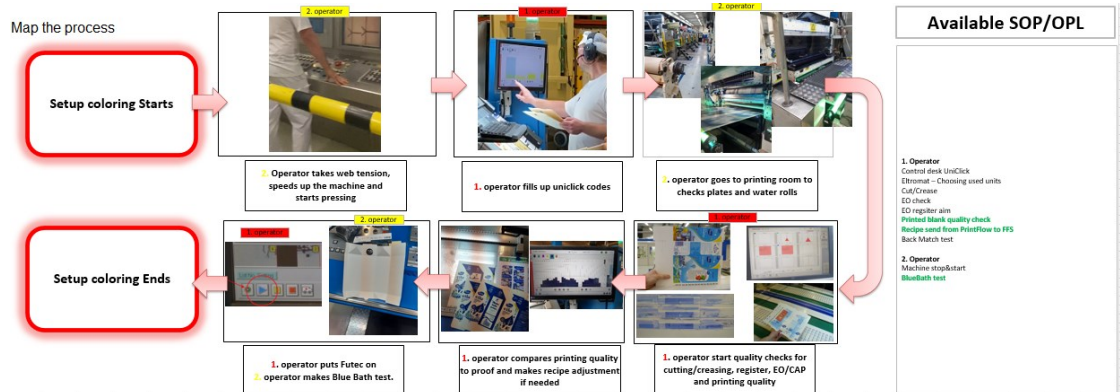 Map the process
2. operator
1. operator
2. operator
Available SOP/OPL
Setup coloring Starts
2. Operator takes web tension,
speeds up the machine and
starts pressing
1. operator fills up uniclick codes
2. operator goes to printing room to
checks plates and water rolls
1. Operator
Control desk UniClick
Eltromat – Choosing used units
Cut/Crease
EO check
EO regsiter aim
Printed blank quality check
Recipe send from PrintFlow to FFS
Back Match test
2. Operator
Machine stop&start
BlueBath test
1. operator
2. operator
1. operator
Setup coloring Ends
1. operator puts Futec on
2. operator makes Blue Bath test.
1. operator compares printing quality
to proof and makes recipe adjustment
if needed
1. operator start quality checks for
cutting/creasing, register, EO/CAP
and printing quality